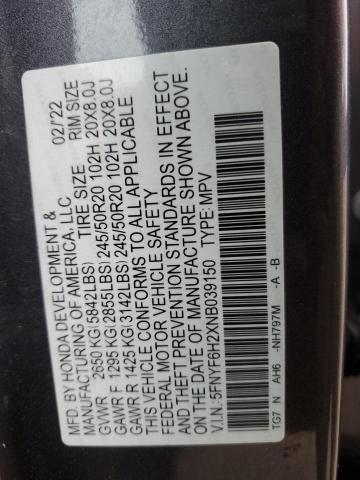 MFD. BY HONDA DEVELOPMENT & 02/'22
MANUFACTURING OF AMERICA, LLC
TIRE SIZE RIM SIZE
GVWR 2650 KG (5842LBS)
GAWR F 1295 KG (2855LBS) 245/50R20 102H 20X8.0J
GAWR R 1425 KG (3142LBS) 245/50R20 102H 20X8.0J
THIS VEHICLE CONFORMS TO ALL APPLICABLE
FEDERAL MOTOR VEHICLE SAFETY
AND THEFT PREVENTION STANDARDS IN EFFECT
ON THE DATE OF MANUFACTURE SHOWN ABOVE.
V.I.N.:5FNYF6H2XNB039150 TYPE:MPV
TG7 N AH6 -NH797M -A -B